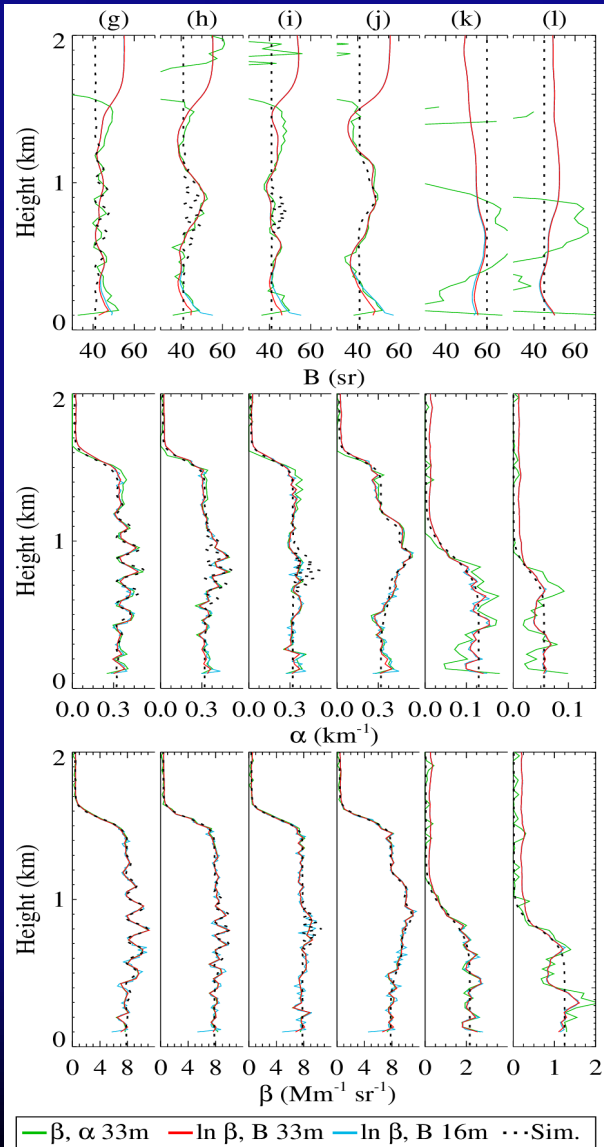 (g) (h) (i) (j) (k) (l)
2
1
0
Height (km)
40 60 40 60 40 60 40 60 40 60 40 60
B (sr)
2
1
0
Height (km)
0.0 0.3 0.0 0.3 0.0 0.3 0.0 0.3 0.0 0.1 0.0 0.1
α (km⁻¹)
2
1
0
Height (km)
0 4 8 0 4 8 0 4 8 0 4 8 0 2 0 1 2
β (Mm⁻¹ sr⁻¹)
β, α 33m ln β, B 33m ln β, B 16m Sim.